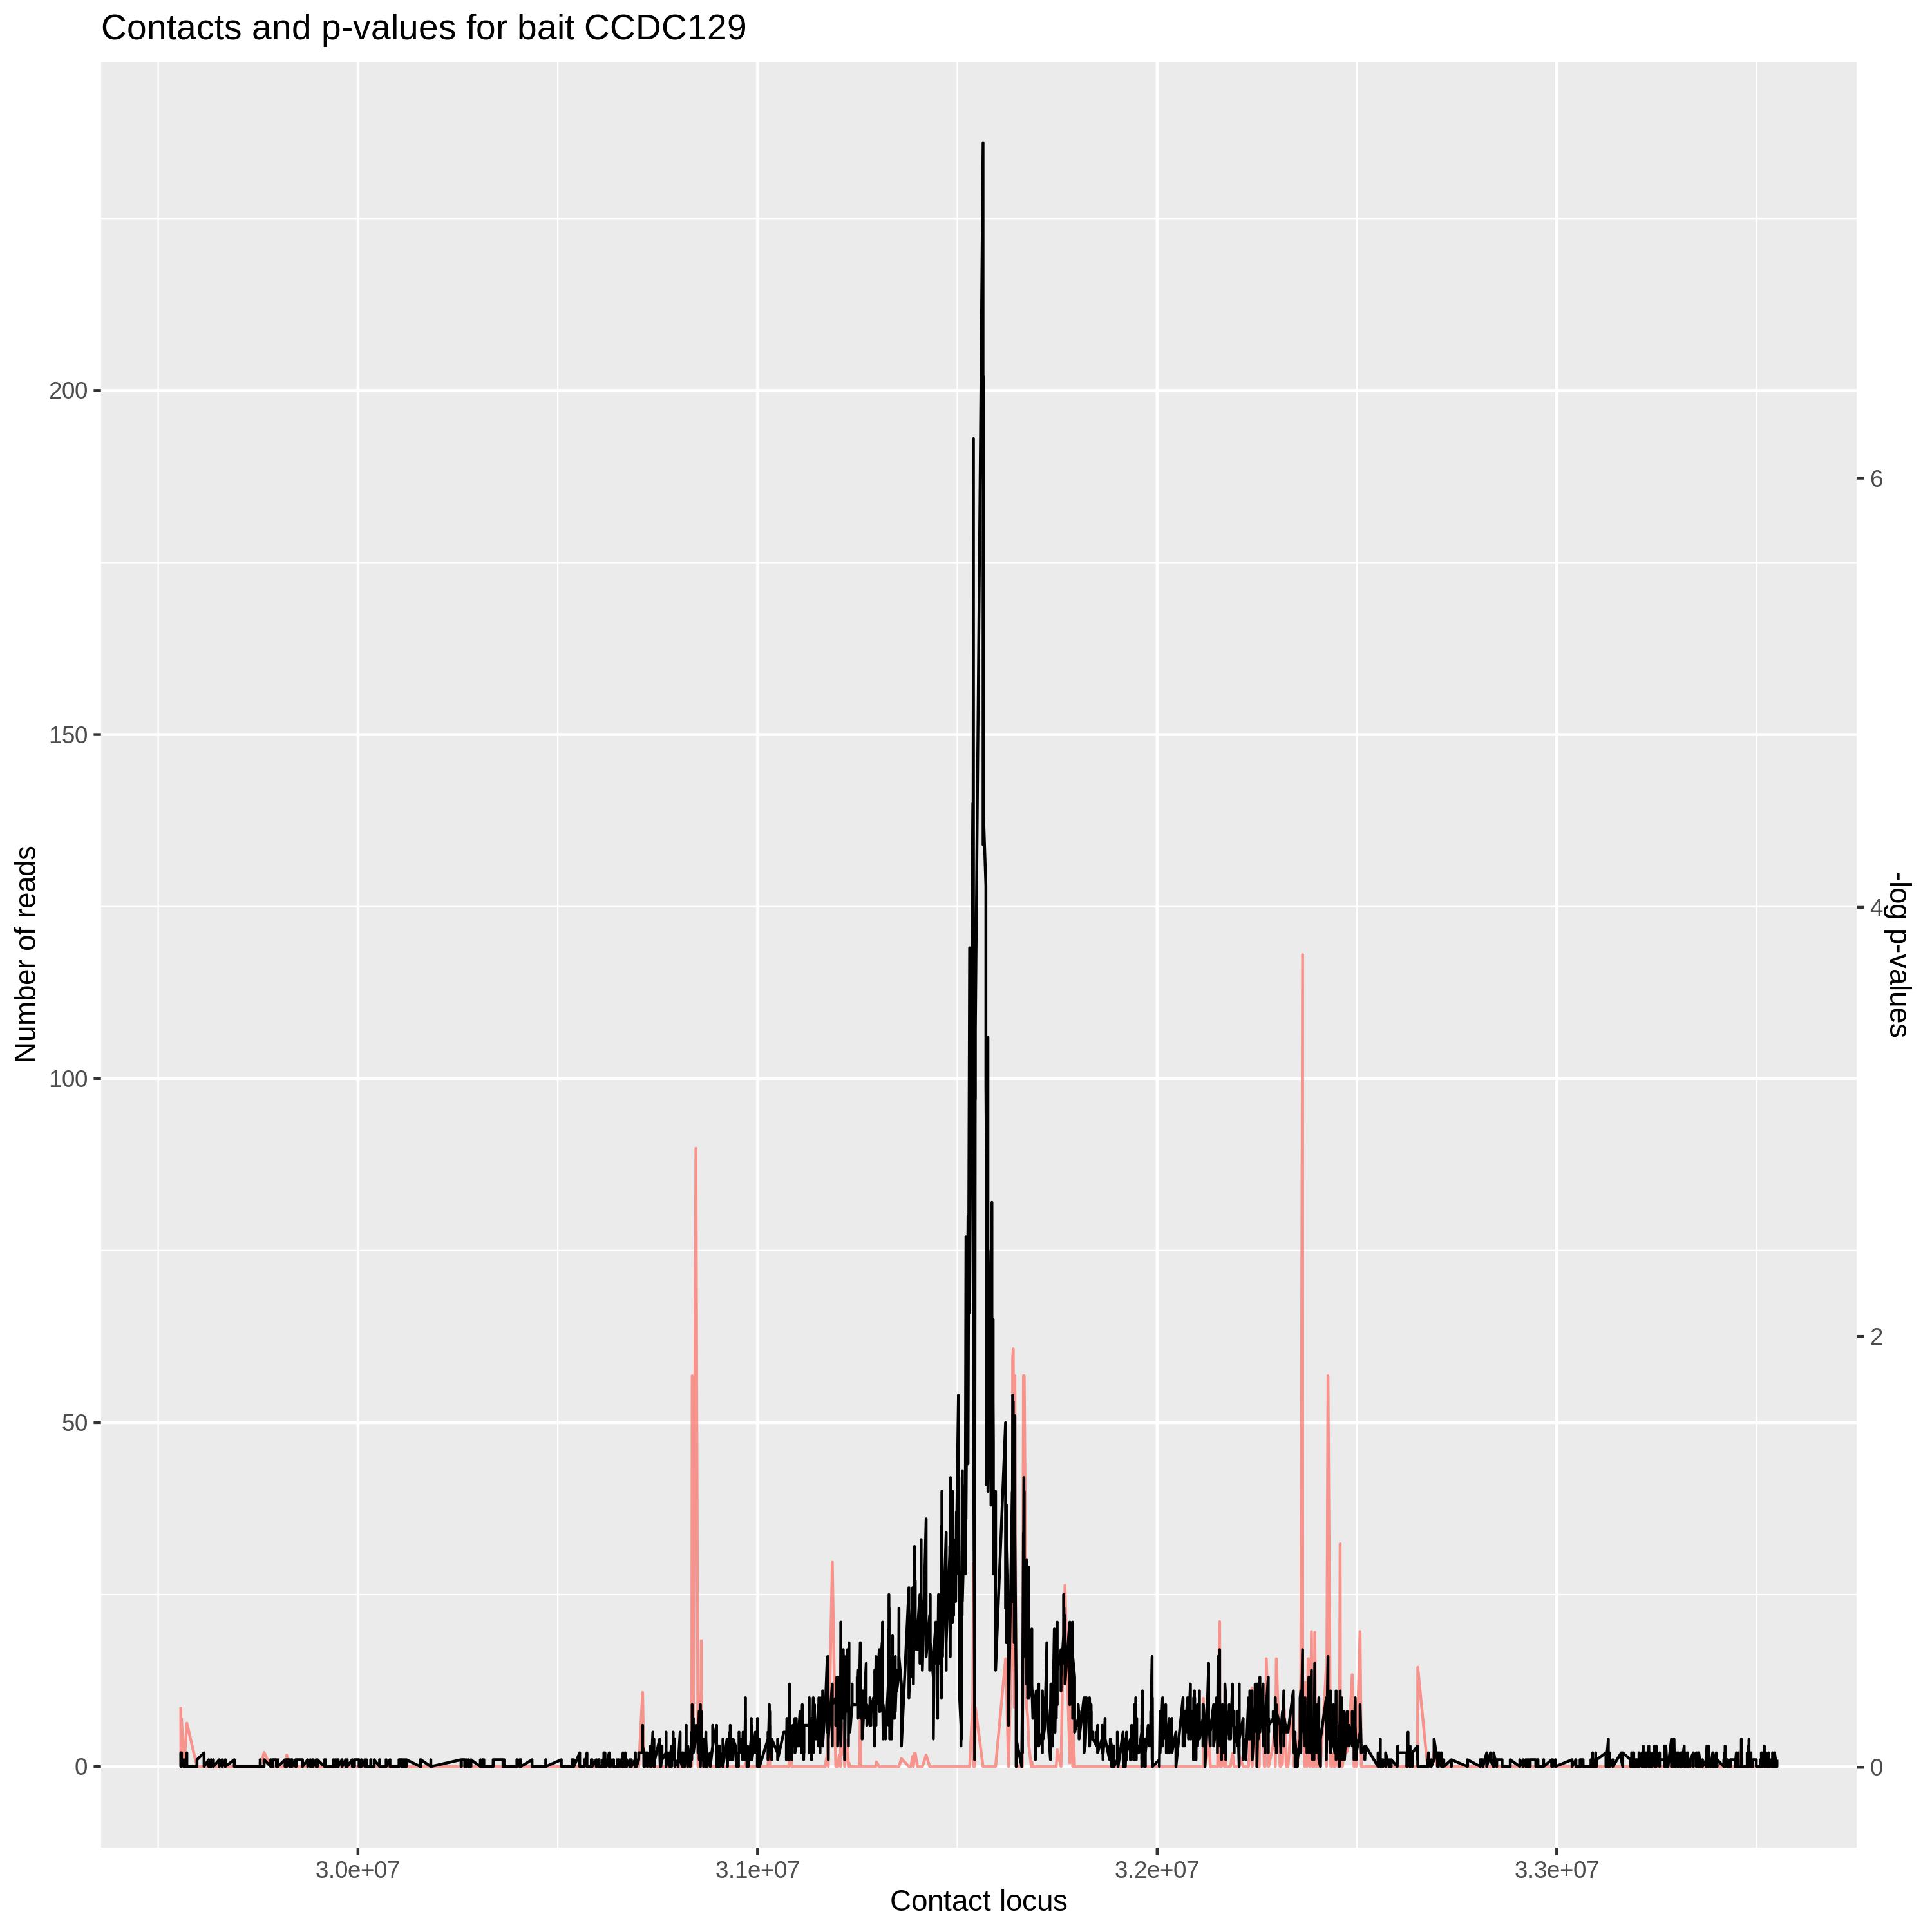 Contacts and p-values for bait CCDC129
Number of reads
200
150
100
50
0
6
4
2
0
-log p-values
3.0e+07
3.1e+07
3.2e+07
3.3e+07
Contact locus